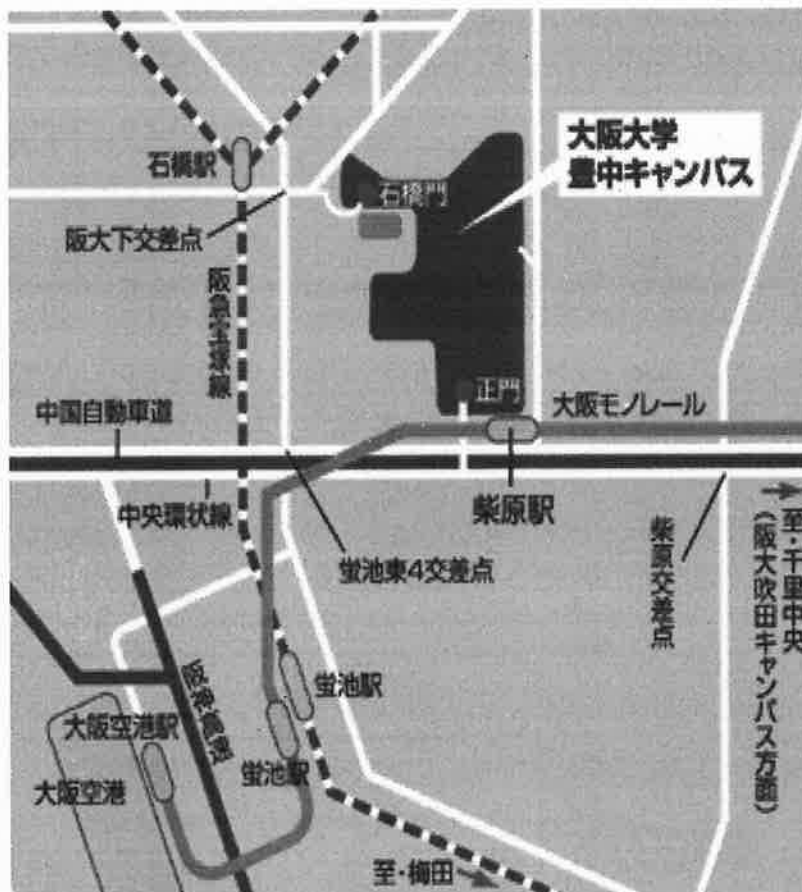 大阪大学
豊中キャンパス
石橋駅
石橋門
阪大下交差点
阪急宝塚線
正門
大阪モノレール
中国自動車道
中央環状線
柴原駅
蛍池東4交差点
柴原交差点
至・千里中央
(阪大吹田キャンパス方面)
蛍池駅
阪神高速
大阪空港駅
蛍池駅
大阪空港
至・梅田